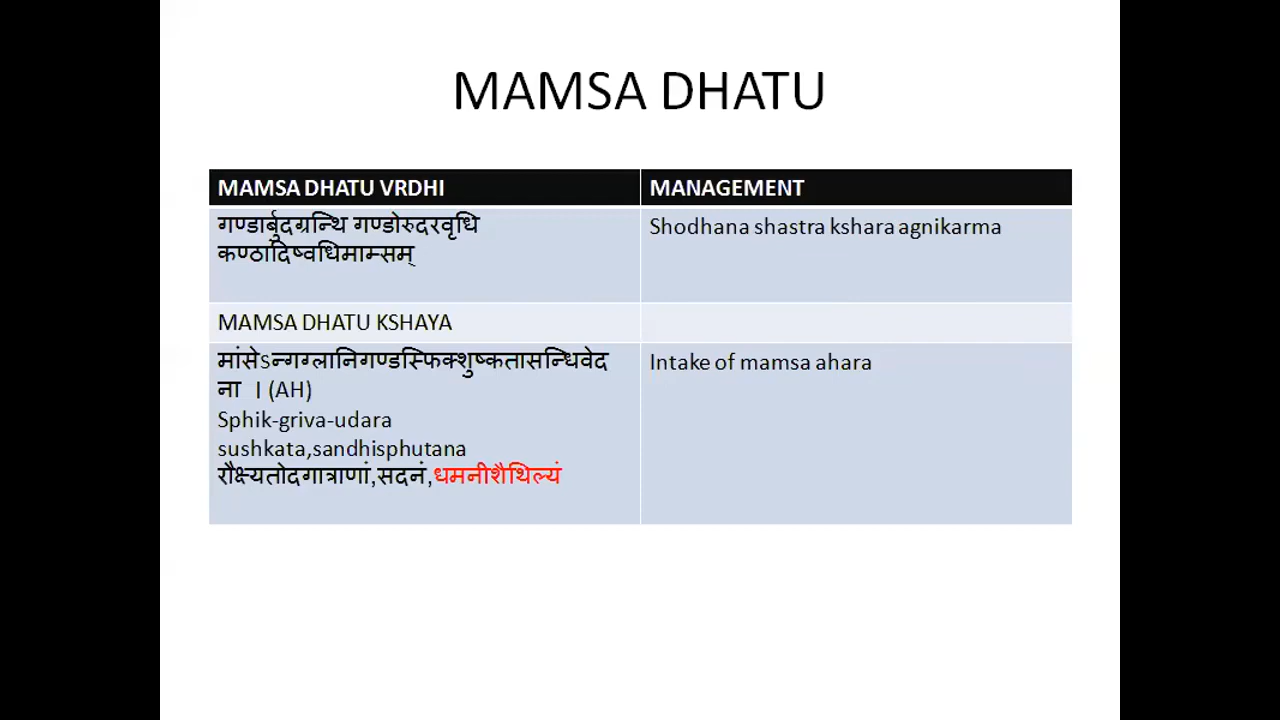 MAMSA DHATU
MAMSA DHATU VRDHI
MANAGEMENT
गण्डार्बुदग्रन्थि गण्डोरुदरवृधि
कण्ठादिष्वधिमाम्सम्
Shodhana shastra kshara agnikarma
MAMSA DHATU KSHAYA
मांसेऽन्गग्लानिगण्डस्फिक्शुष्कतासन्धिवेद
ना । (AH)
Sphik-griva-udara
sushkata,sandhisphutana
रौक्ष्यतोदगात्राणां,सदनं,धमनीशैथिल्यं
Intake of mamsa ahara